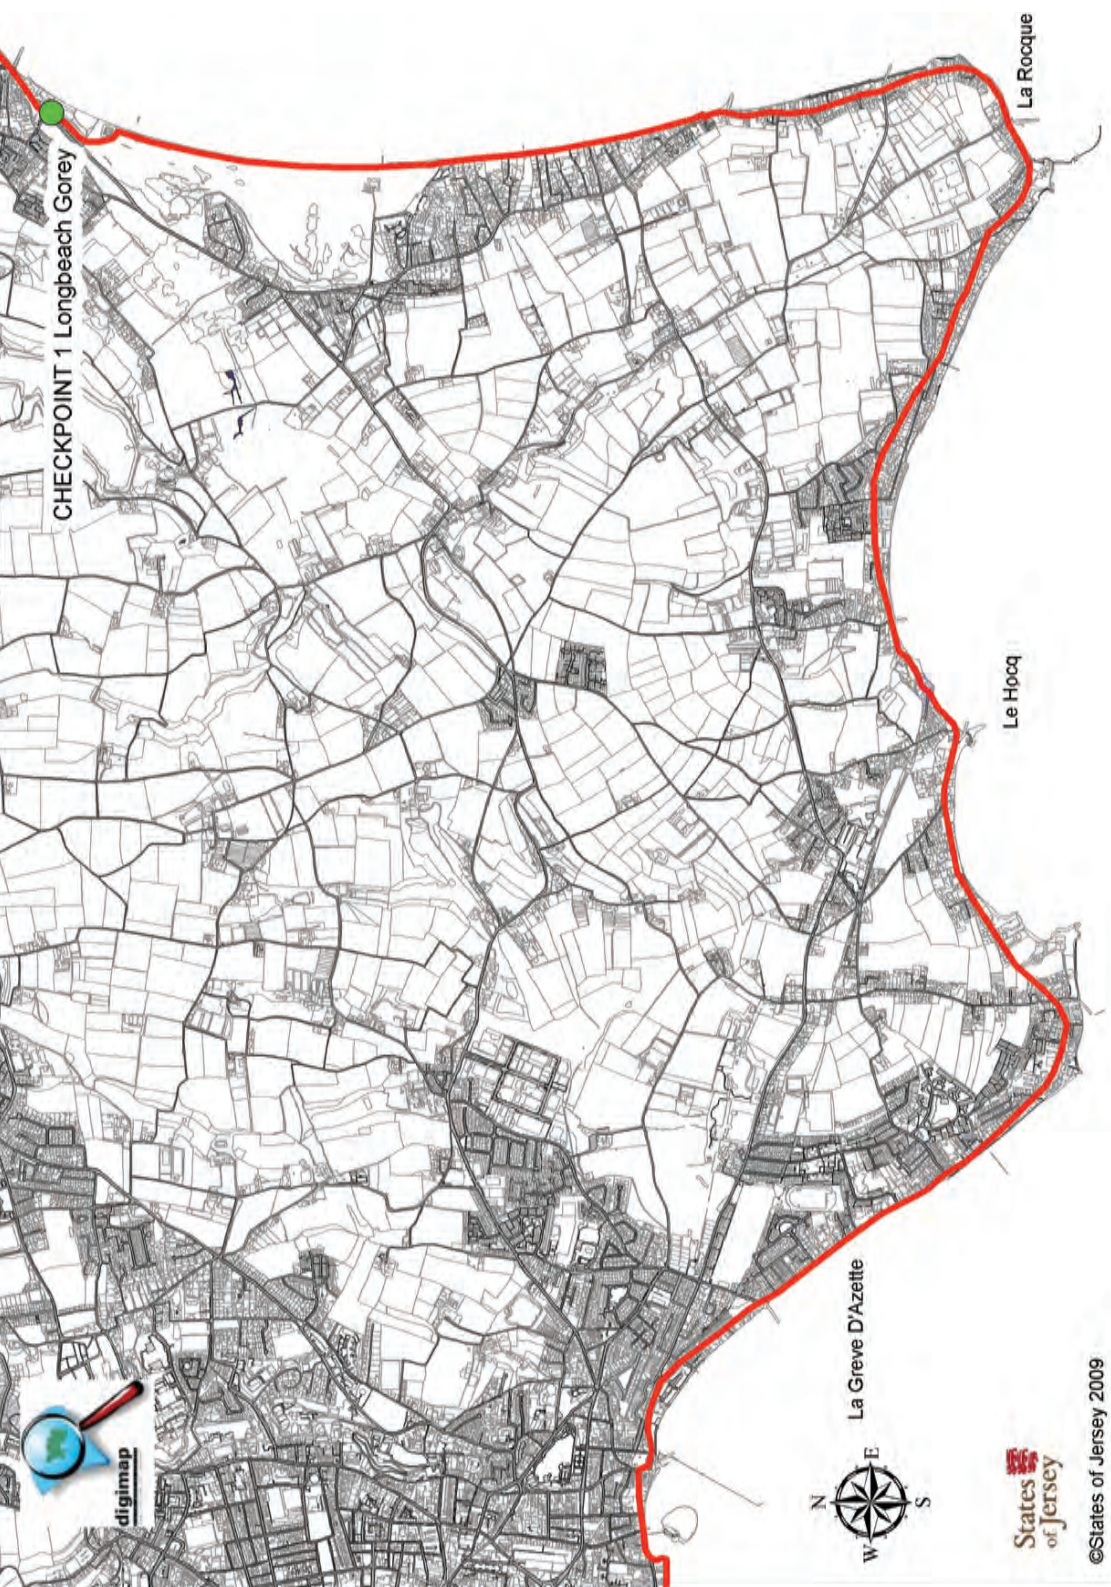 CHECKPOINT 1 Longbeach Gorey
La Rocque
Le Hocq
La Greve D'Azette
digimap
N
W
E
S
States
of Jersey
©States of Jersey 2009